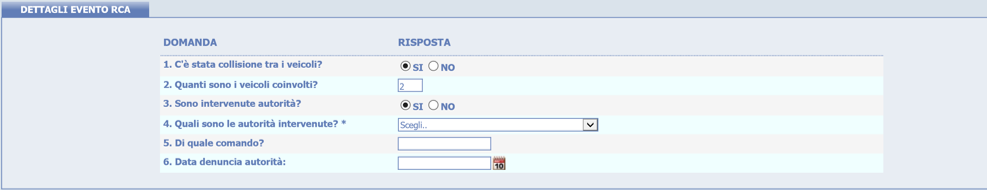 DETTAGLI EVENTO RCA
DOMANDA RISPOSTA
1. C'è stata collisione tra i veicoli? SI NO
2. Quanti sono i veicoli coinvolti? 2
3. Sono intervenute autorità? SI NO
4. Quali sono le autorità intervenute? * Scegli..
5. Di quale comando?
6. Data denuncia autorità: 10